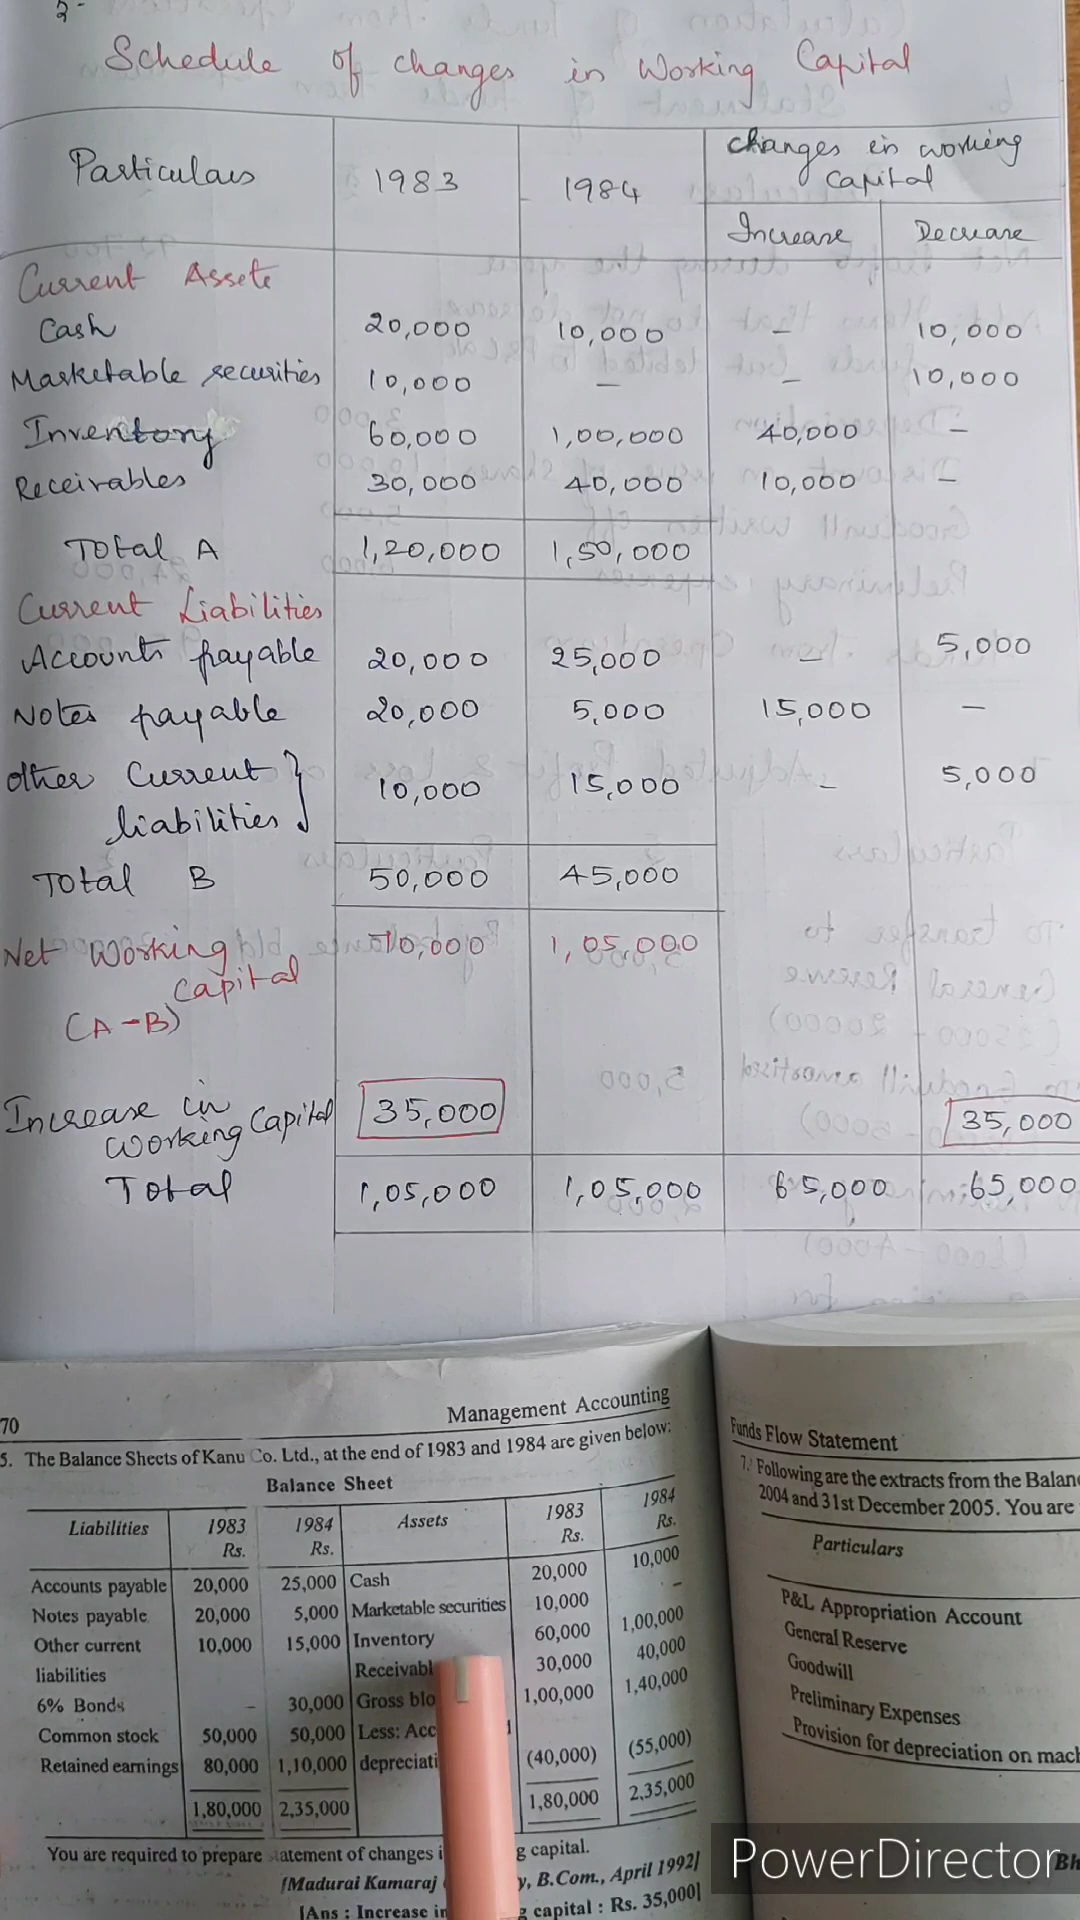 Schedule of changes in Working Capital
Particulars 1983 1984 changes in working capital
Increase Decrease
Current Assets
Cash 20,000 10,000 – 10,000
Marketable securities 10,000 – – 10,000
Inventory 60,000 1,00,000 40,000 –
Receivables 30,000 40,000 10,000 –
Total A 1,20,000 1,50,000
Current Liabilities
Accounts payable 20,000 25,000 – 5,000
Notes payable 20,000 5,000 15,000 –
Other Current liabilities } 10,000 15,000 – 5,000
Total B 50,000 45,000
Net Working Capital (A-B) 70,000 1,05,000
Increase in Working Capital 35,000 35,000
Total 1,05,000 1,05,000 65,000 65,000
70 Management Accounting
5. The Balance Sheets of Kanu Co. Ltd., at the end of 1983 and 1984 are given below:
Balance Sheet
Liabilities 1983 Rs. 1984 Rs. Assets 1983 Rs. 1984 Rs.
Accounts payable 20,000 25,000 Cash 20,000 10,000
Notes payable 20,000 5,000 Marketable securities 10,000 –
Other current 10,000 15,000 Inventory 60,000 1,00,000
liabilities Receivabl 30,000 40,000
6% Bonds – 30,000 Gross blo 1,00,000 1,40,000
Common stock 50,000 50,000 Less: Acc
Retained earnings 80,000 1,10,000 depreciati (40,000) (55,000)
1,80,000 2,35,000 1,80,000 2,35,000
You are required to prepare statement of changes i g capital.
[Madurai Kamaraj y, B.Com., April 1992]
[Ans : Increase in g capital : Rs. 35,000]
Funds Flow Statement
7. Following are the extracts from the Balan
2004 and 31st December 2005. You are
Particulars
P&L Appropriation Account
General Reserve
Goodwill
Preliminary Expenses
Provision for depreciation on mach
PowerDirector
Bh